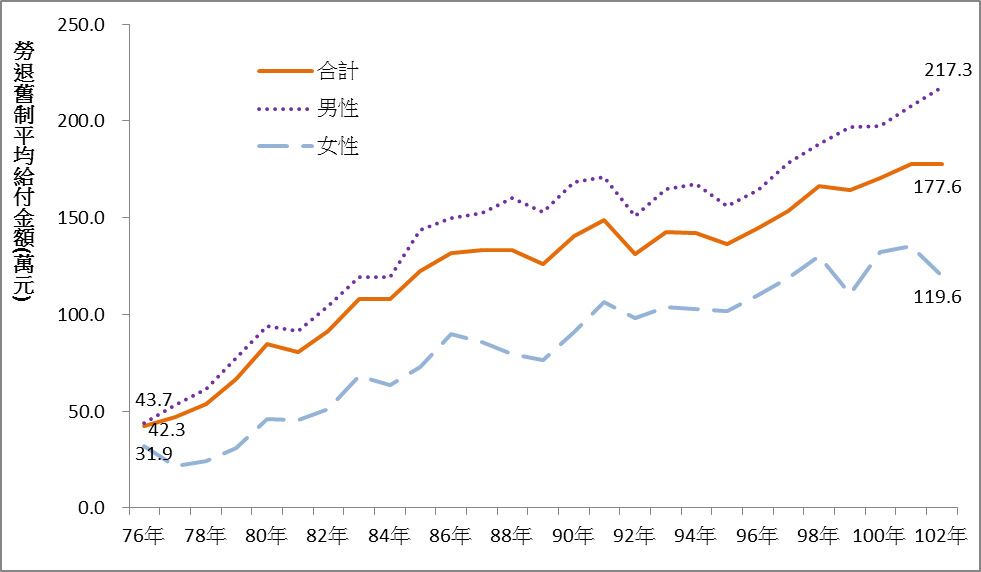 勞退舊制平均給付金額(萬元)
250.0
200.0
150.0
100.0
50.0
0.0
合計
男性
女性
217.3
177.6
119.6
43.7
42.3
31.9
76年 78年 80年 82年 84年 86年 88年 90年 92年 94年 96年 98年 100年 102年